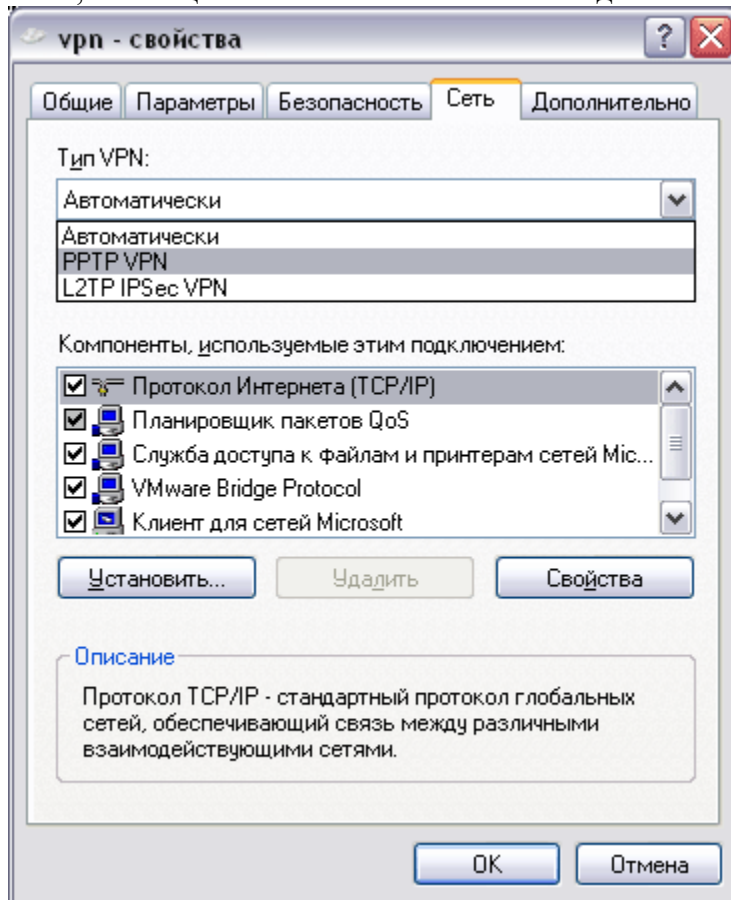 vpn - свойства
Общие Параметры Безопасность Сеть Дополнительно
Тип VPN:
Автоматически
Автоматически
PPTP VPN
L2TP IPSec VPN
Компоненты, используемые этим подключением:
Протокол Интернета (TCP/IP)
Планировщик пакетов QoS
Служба доступа к файлам и принтерам сетей Mic...
VMware Bridge Protocol
Клиент для сетей Microsoft
Установить... Удалить Свойства
Описание
Протокол TCP/IP - стандартный протокол глобальных
сетей, обеспечивающий связь между различными
взаимодействующими сетями.
OK Отмена